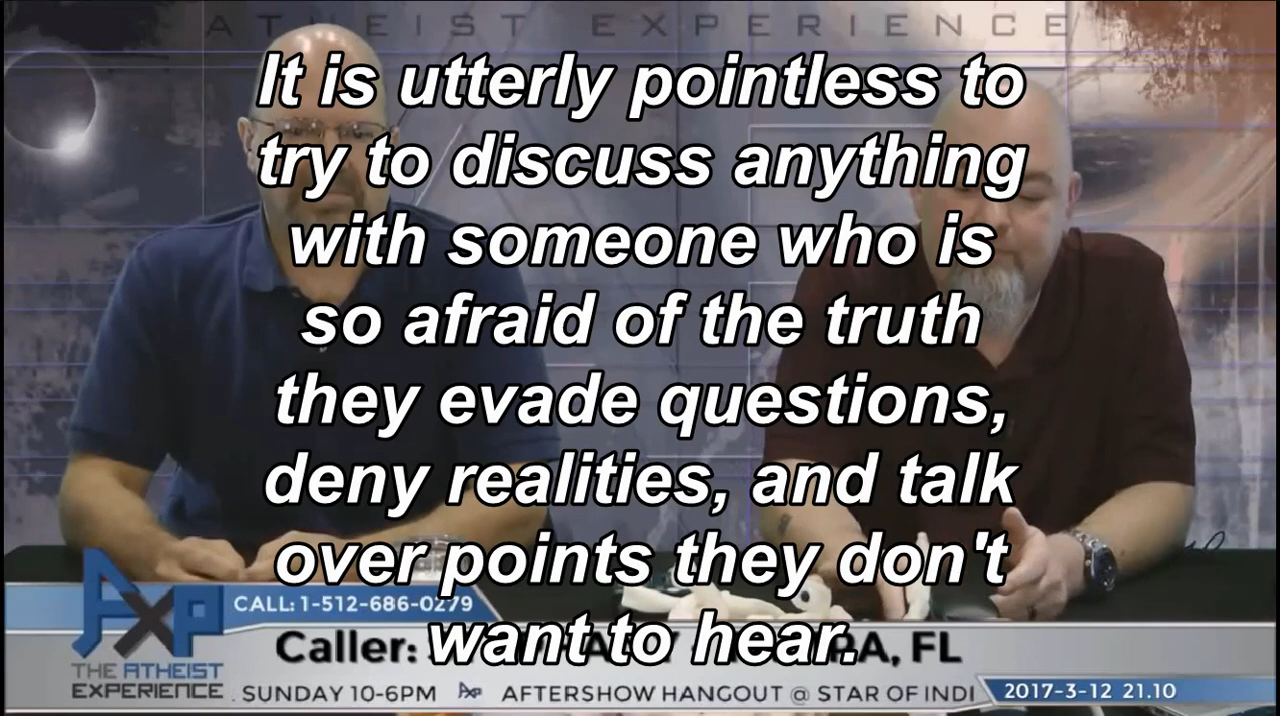 ATHEIST EXPERIENCE
It is utterly pointless to
try to discuss anything
with someone who is
so afraid of the truth
they evade questions,
deny realities, and talk
over points they don't
want to hear.
AXP
CALL: 1-512-686-0279
Caller: PA, FL
THE ATHEIST
EXPERIENCE
. SUNDAY 10-6PM AXP AFTERSHOW HANGOUT @ STAR OF INDI
2017-3-12 21.10